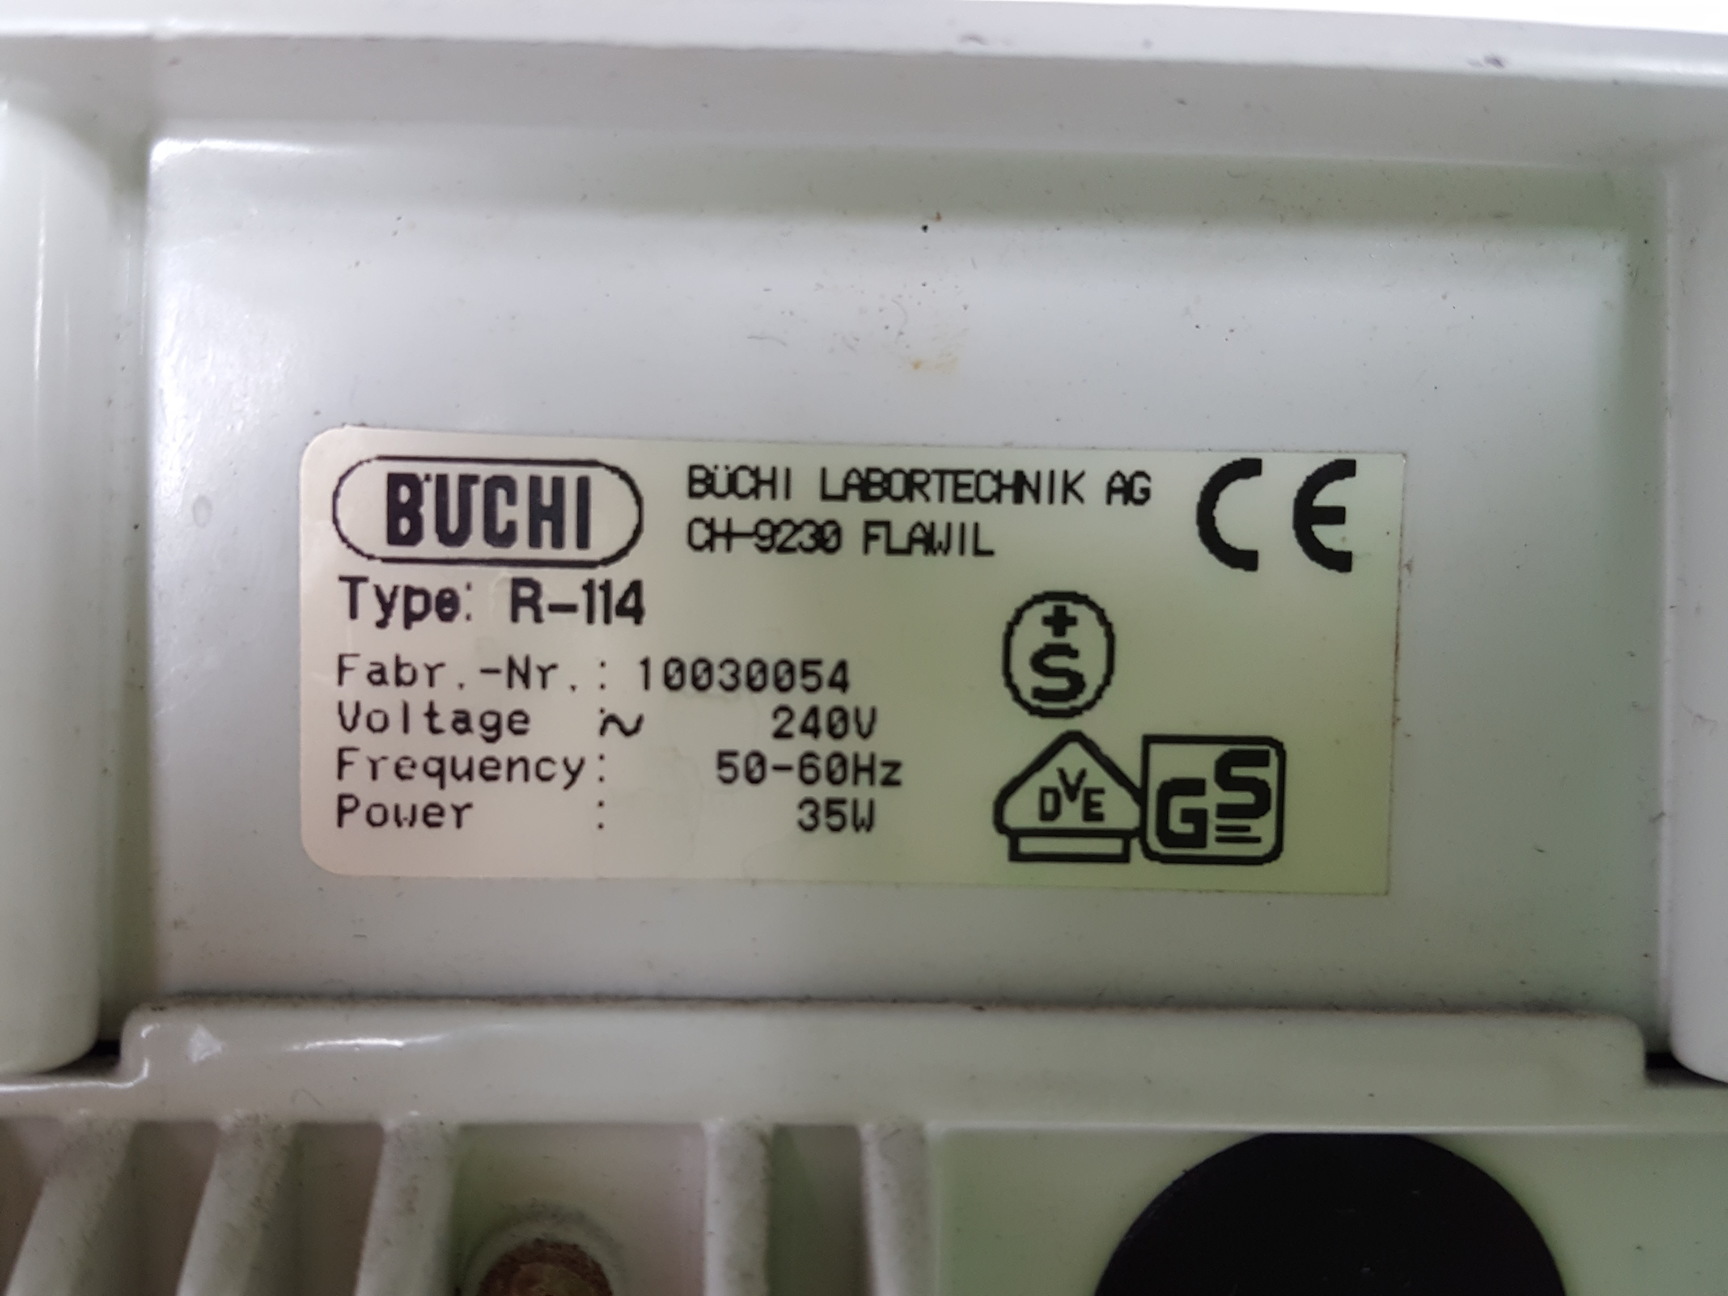 BÜCHI
BÜCHI LABORTECHNIK AG
CH-9230 FLAWIL
CE
Type: R-114
Fabr.-Nr.: 10030054
Voltage :~ 240V
Frequency: 50-60Hz
Power : 35W
+S
DVE
GS